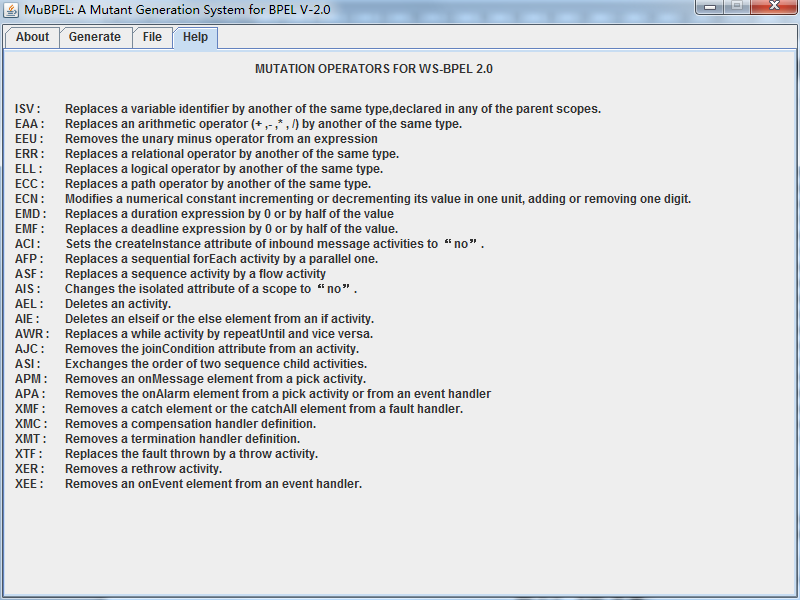 MuBPEL: A Mutant Generation System for BPEL V-2.0
About Generate File Help
MUTATION OPERATORS FOR WS-BPEL 2.0
ISV : Replaces a variable identifier by another of the same type,declared in any of the parent scopes.
EAA : Replaces an arithmetic operator (+ ,- ,* , /) by another of the same type.
EEU : Removes the unary minus operator from an expression
ERR : Replaces a relational operator by another of the same type.
ELL : Replaces a logical operator by another of the same type.
ECC : Replaces a path operator by another of the same type.
ECN : Modifies a numerical constant incrementing or decrementing its value in one unit, adding or removing one digit.
EMD : Replaces a duration expression by 0 or by half of the value
EMF : Replaces a deadline expression by 0 or by half of the value.
ACI : Sets the createInstance attribute of inbound message activities to “no”.
AFP : Replaces a sequential forEach activity by a parallel one.
ASF : Replaces a sequence activity by a flow activity
AIS : Changes the isolated attribute of a scope to “no”.
AEL : Deletes an activity.
AIE : Deletes an elseif or the else element from an if activity.
AWR : Replaces a while activity by repeatUntil and vice versa.
AJC : Removes the joinCondition attribute from an activity.
ASI : Exchanges the order of two sequence child activities.
APM : Removes an onMessage element from a pick activity.
APA : Removes the onAlarm element from a pick activity or from an event handler
XMF : Removes a catch element or the catchAll element from a fault handler.
XMC : Removes a compensation handler definition.
XMT : Removes a termination handler definition.
XTF : Replaces the fault thrown by a throw activity.
XER : Removes a rethrow activity.
XEE : Removes an onEvent element from an event handler.